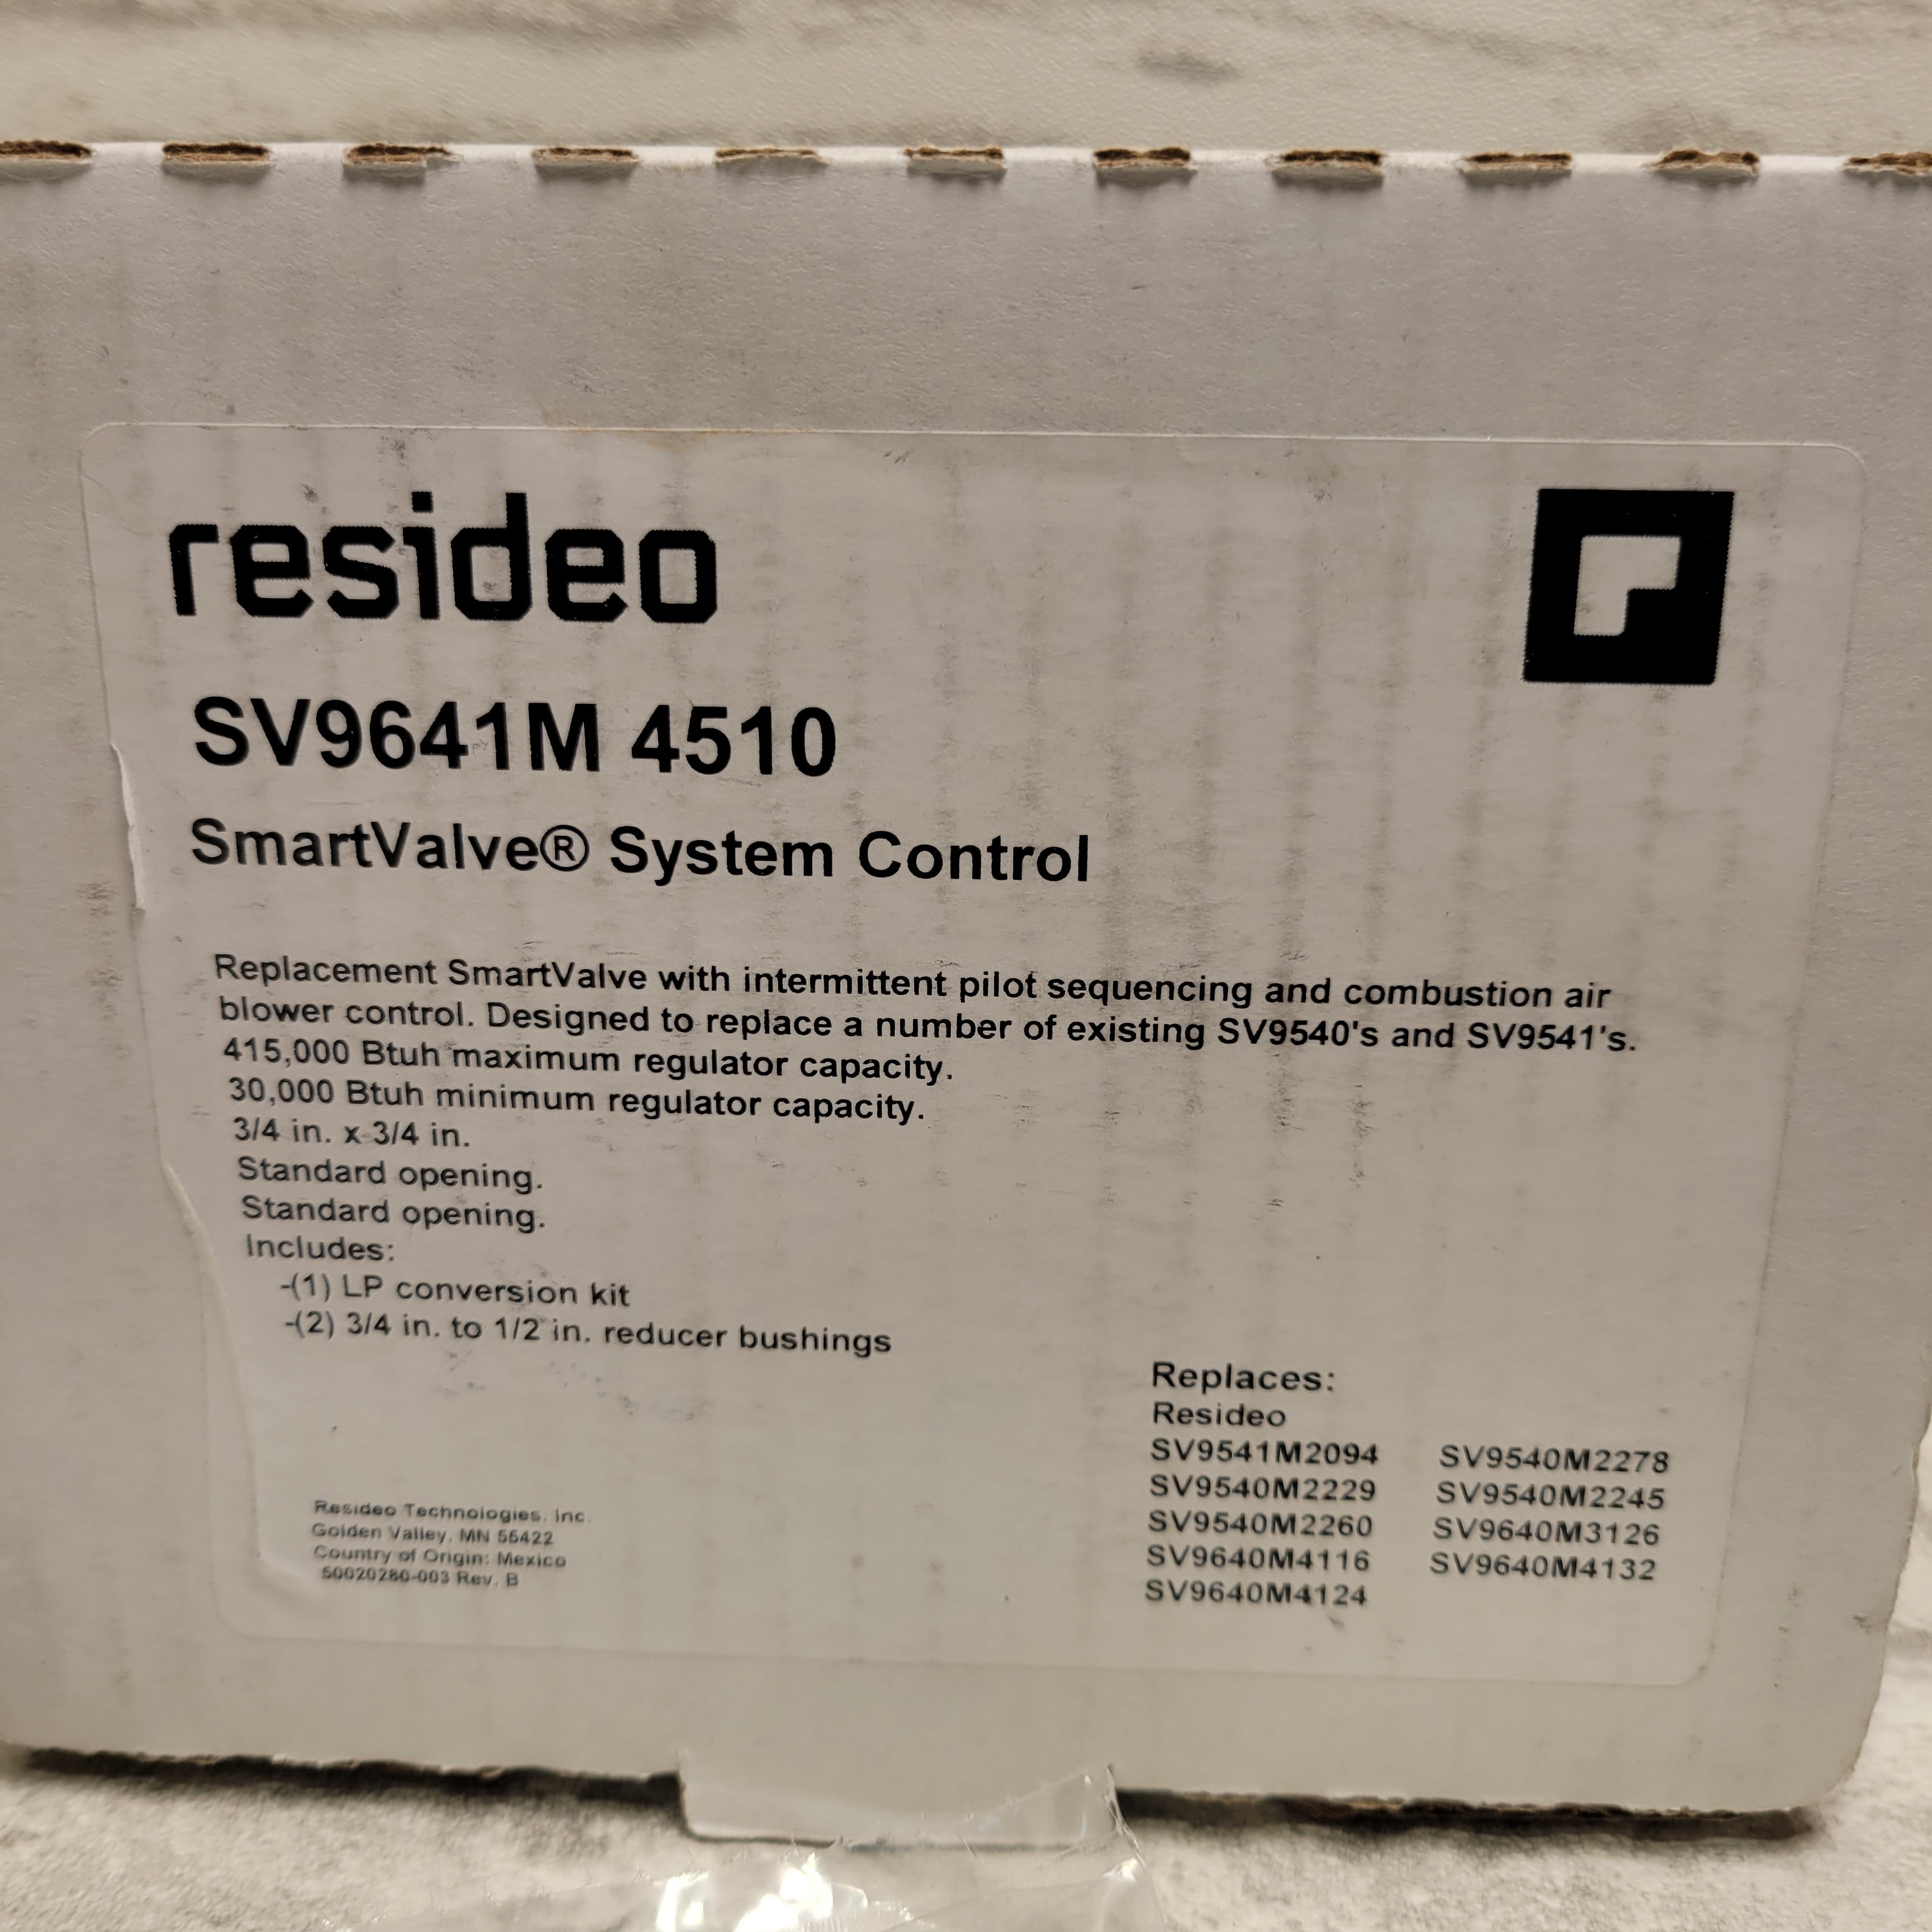 resideo
SV9641M 4510
SmartValve® System Control
Replacement SmartValve with intermittent pilot sequencing and combustion air
blower control. Designed to replace a number of existing SV9540's and SV9541's.
415,000 Btuh maximum regulator capacity.
30,000 Btuh minimum regulator capacity.
3/4 in. x 3/4 in.
Standard opening.
Standard opening.
Includes:
-(1) LP conversion kit
-(2) 3/4 in. to 1/2 in. reducer bushings
Replaces:
Resideo
SV9541M2094 SV9540M2278
SV9540M2229 SV9540M2245
SV9540M2260 SV9640M3126
SV9640M4116 SV9640M4132
SV9640M4124
Resideo Technologies, Inc.
Golden Valley, MN 55422
Country of Origin: Mexico
50020280-003 Rev. B